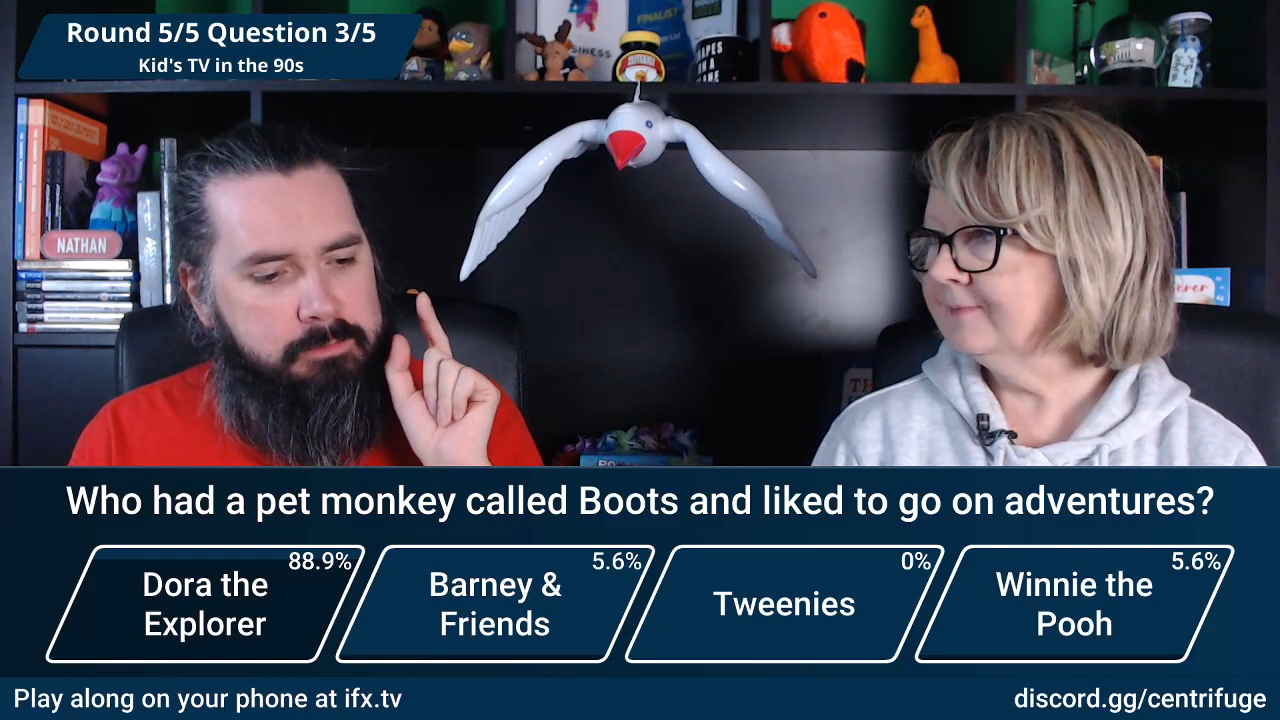 Round 5/5 Question 3/5
Kid's TV in the 90s
FINALIST
NATHAN
Who had a pet monkey called Boots and liked to go on adventures?
88.9%
Dora the
Explorer
5.6%
Barney &
Friends
0%
Tweenies
5.6%
Winnie the
Pooh
Play along on your phone at ifx.tv
discord.gg/centrifuge